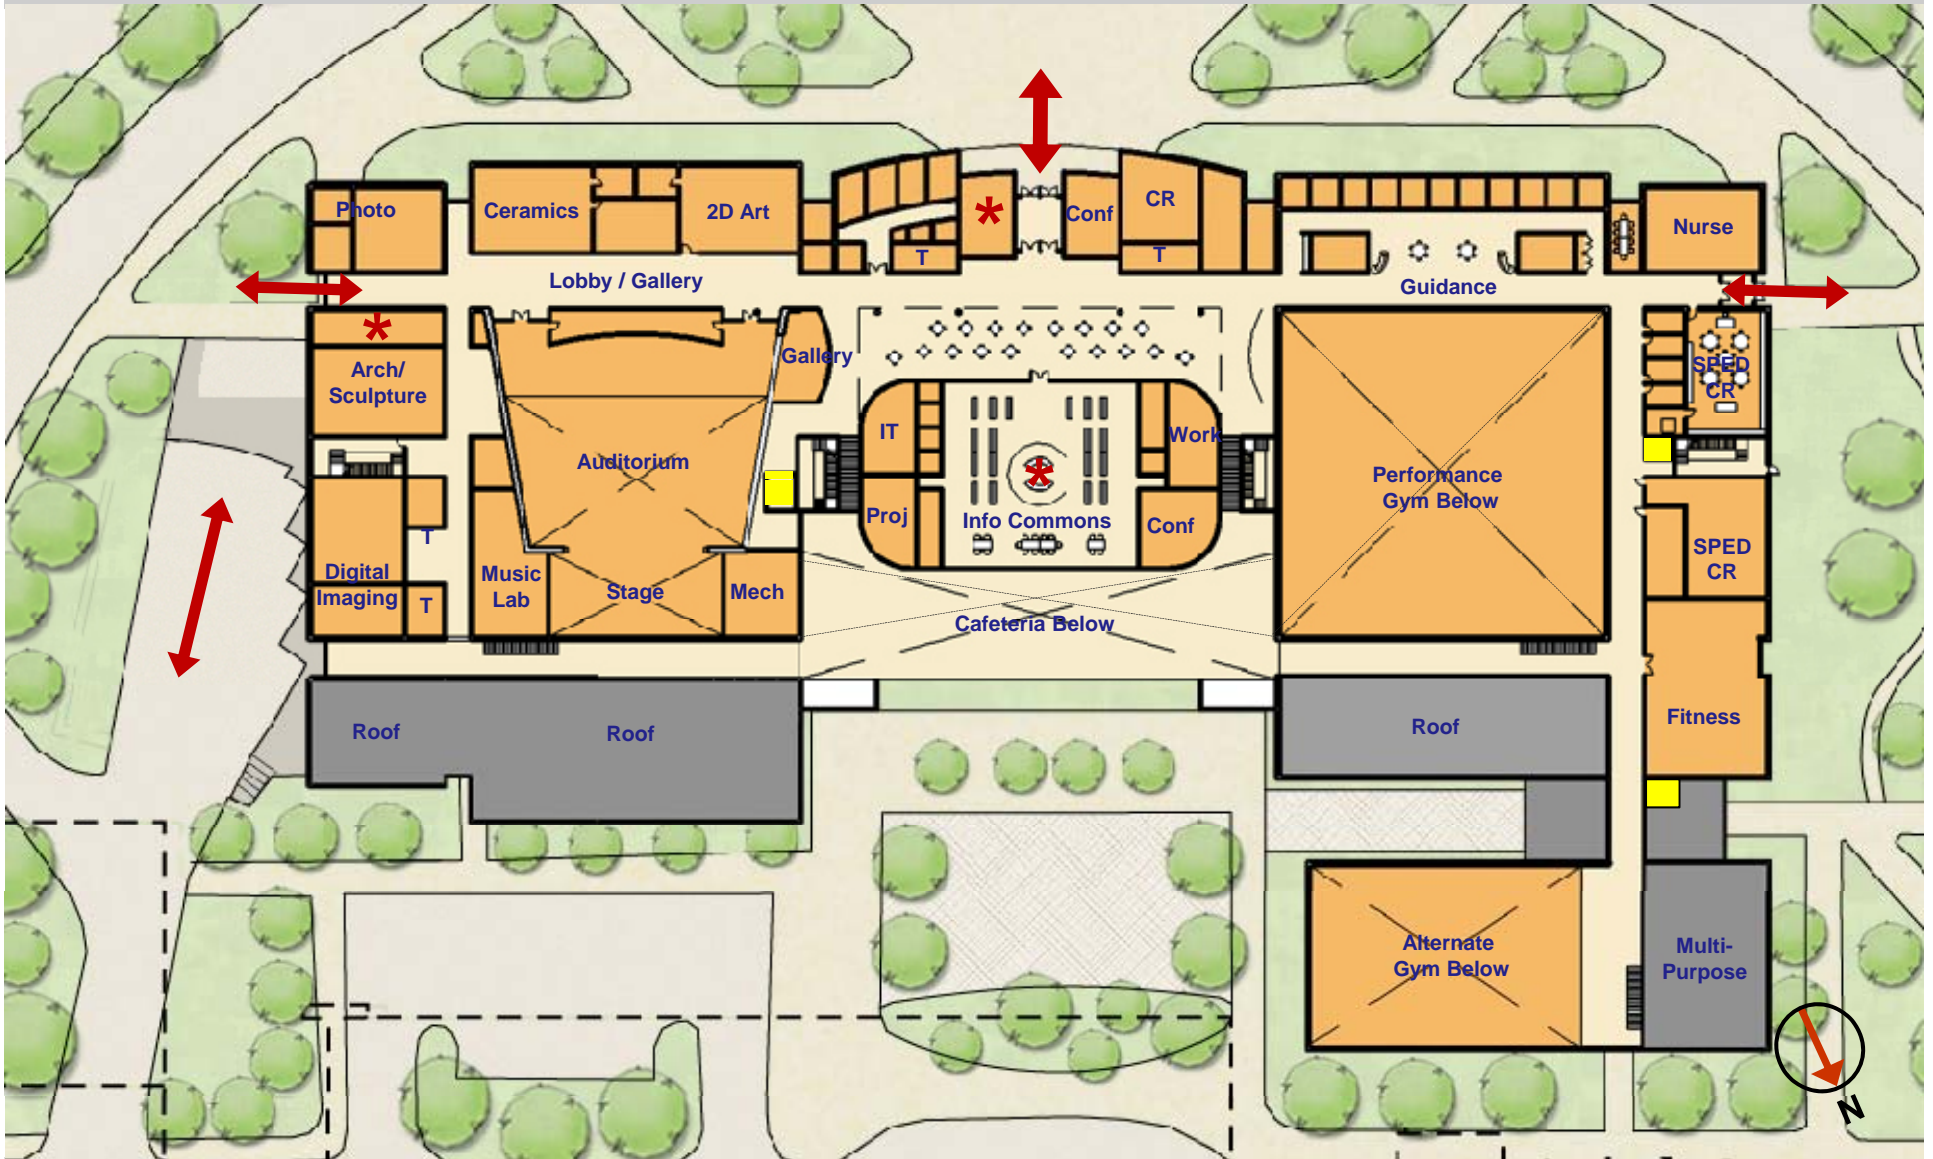 Photo
Ceramics
2D Art
*
Conf
CR
T
T
Nurse
Lobby / Gallery
Guidance
*
Arch/
Sculpture
Gallery
SPED
CR
IT
Work
Auditorium
*
Performance
Gym Below
Proj
Info Commons
Conf
T
Digital
Imaging
T
Music
Lab
Stage
Mech
SPED
CR
Cafeteria Below
Roof
Roof
Roof
Fitness
Alternate
Gym Below
Multi-
Purpose
N